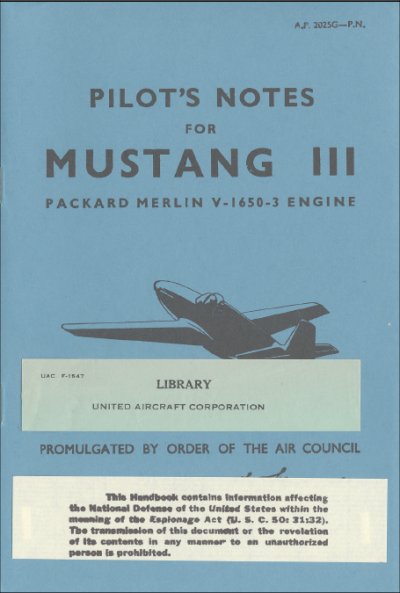 A.P. 2025G—P.N.
PILOT'S NOTES
FOR
MUSTANG III
PACKARD MERLIN V-1650-3 ENGINE
UAC F-1647
LIBRARY
UNITED AIRCRAFT CORPORATION
PROMULGATED BY ORDER OF THE AIR COUNCIL
This Handbook contains information affecting
the National Defense of the United States within the
meaning of the Espionage Act (U. S. C. 50: 31:32).
The transmission of this document or the revelation
of its contents in any manner to an unauthorized
person is prohibited.